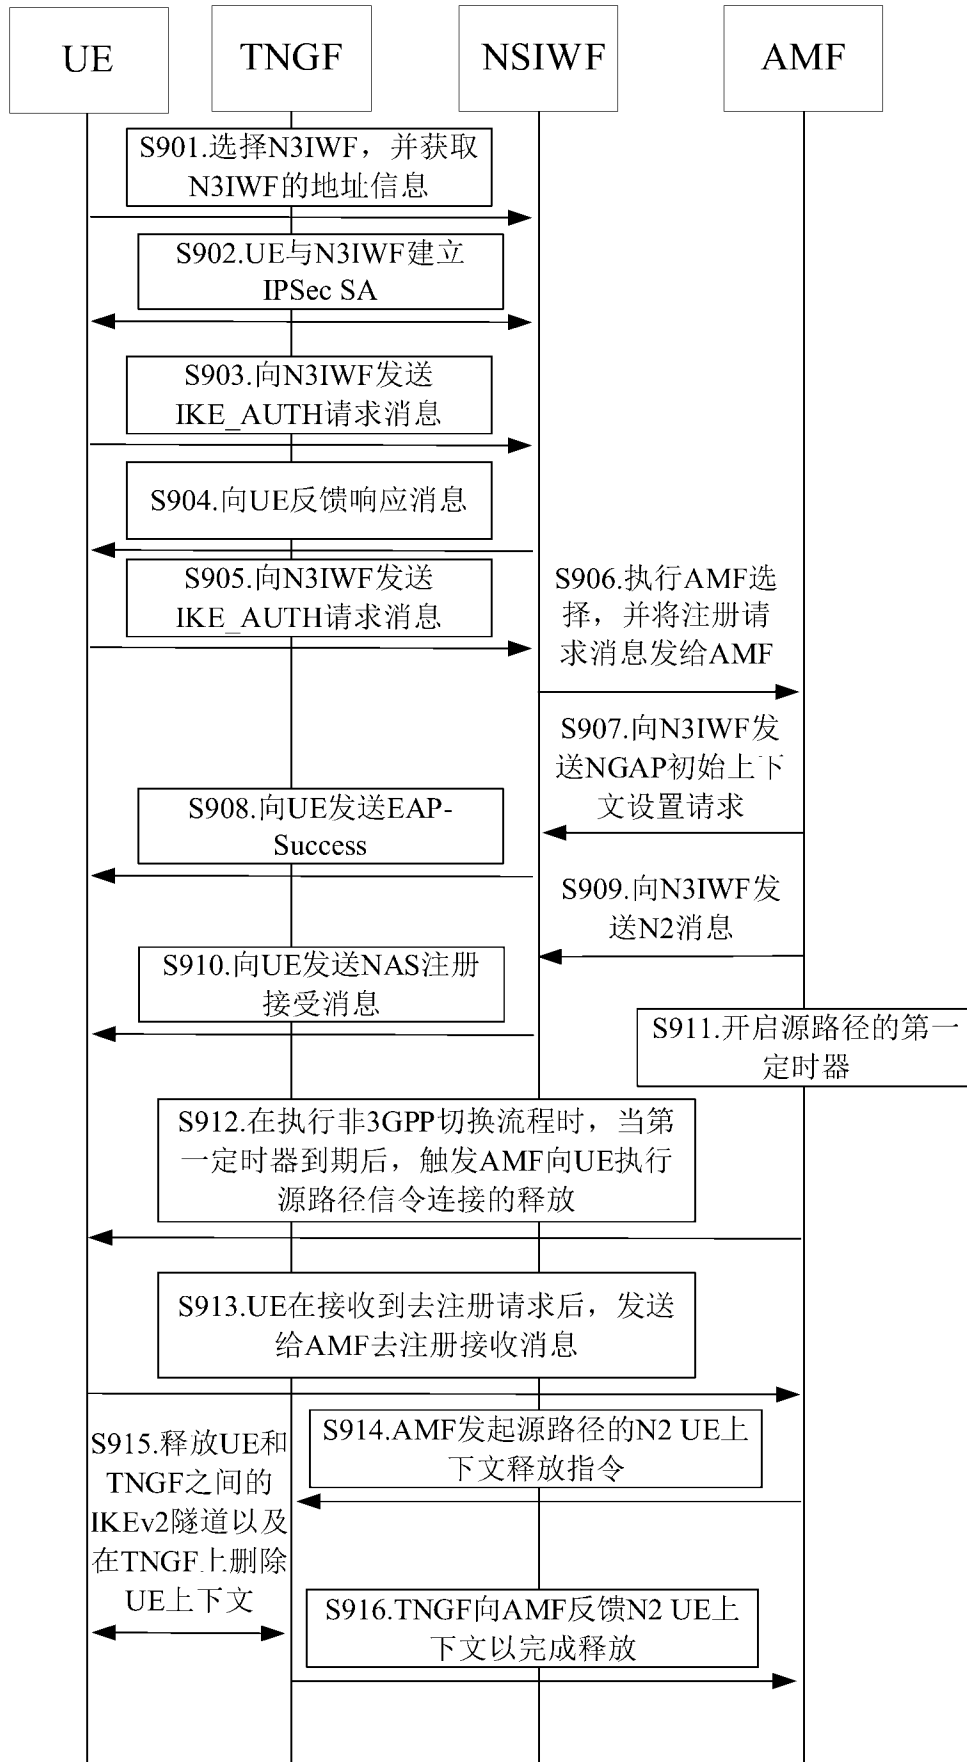 UE
TNGF
NSIWF
AMF
S901.选择N3IWF，并获取
N3IWF的地址信息
S902.UE与N3IWF建立
IPSec SA
S903.向N3IWF发送
IKE_AUTH请求消息
S904.向UE反馈响应消息
S905.向N3IWF发送
IKE_AUTH请求消息
S906.执行AMF选
择，并将注册请
求消息发给AMF
S907.向N3IWF发
送NGAP初始上下
文设置请求
S908.向UE发送EAP-
Success
S909.向N3IWF发
送N2消息
S910.向UE发送NAS注册
接受消息
S911.开启源路径的第一
定时器
S912.在执行非3GPP切换流程时，当第
一定时器到期后，触发AMF向UE执行
源路径信令连接的释放
S913.UE在接收到去注册请求后，发送
给AMF去注册接收消息
S914.AMF发起源路径的N2 UE上
下文释放指令
S915.释放UE和
TNGF之间的
IKEv2隧道以及
在TNGF上删除
UE上下文
S916.TNGF向AMF反馈N2 UE上
下文以完成释放